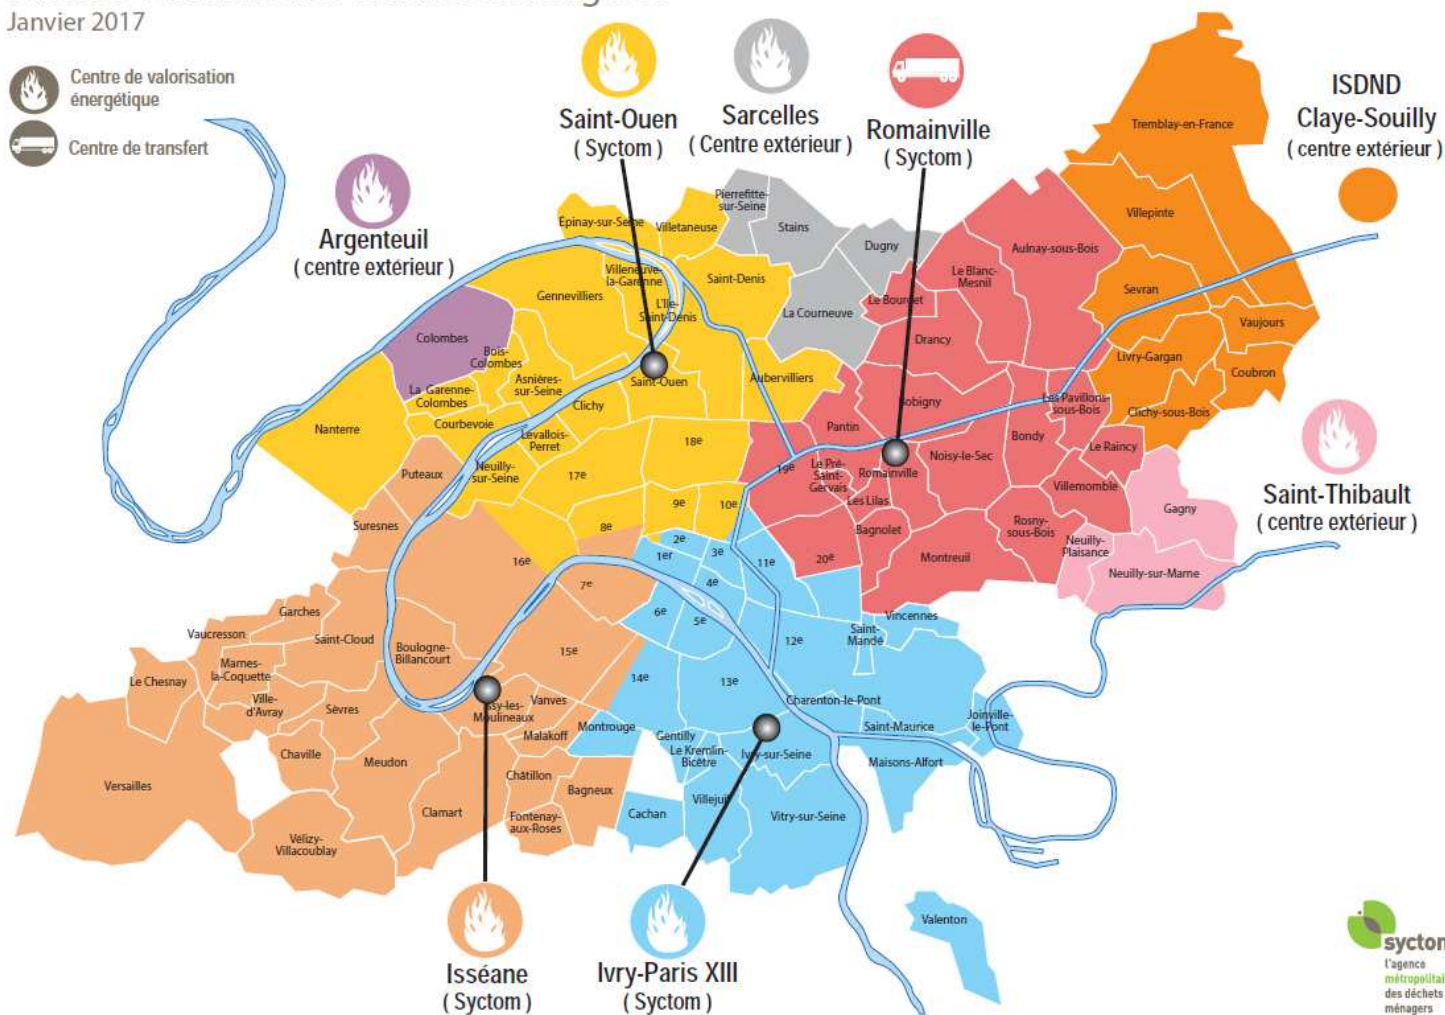 Janvier 2017
Centre de valorisation
énergétique
Centre de transfert
Argenteuil
( centre extérieur )
Saint-Ouen
( Syctom )
Sarcelles
( Centre extérieur )
Romainville
( Syctom )
ISDND
Claye-Souilly
( centre extérieur )
Saint-Thibault
( centre extérieur )
Isséane
( Syctom )
Ivry-Paris XIII
( Syctom )
Tremblay-en-France
Villepinte
Sevran
Vaujours
Livry-Gargan
Coubron
Clichy-sous-Bois
Pierrefitte-
sur-Seine
Stains
Dugny
La Courneuve
Epinay-sur-Seine
Villetaneuse
Villeneuve-
la-Garenne
Saint-Denis
L'Ile-
Saint-Denis
Gennevilliers
Colombes
Bois-
Colombes
La Garenne-
Colombes
Asnières-
sur-Seine
Courbevoie
Clichy
Saint-Ouen
Aubervilliers
Levallois-
Perret
Nanterre
Neuilly-
sur-Seine
17e
18e
8e
9e
10e
Aulnay-sous-Bois
Le Blanc-
Mesnil
Le Bourget
Drancy
Bobigny
Pantin
Les Pavillons-
sous-Bois
Bondy
Le Raincy
Noisy-le-Sec
19e
Le Pré-
Saint-
Gervais
Romainville
Les Lilas
Villemomble
Bagnolet
Rosny-
sous-Bois
Montreuil
20e
Gagny
Neuilly-
Plaisance
Neuilly-sur-Marne
Puteaux
Suresnes
16e
7e
15e
Garches
Vaucresson
Saint-Cloud
Boulogne-
Billancourt
Marnes-
la-Coquette
Le Chesnay
Ville-
d'Avray
Sèvres
Issy-les-
Moulineaux
Vanves
Malakoff
Chaville
Meudon
Versailles
Châtillon
Bagneux
Clamart
Fontenay-
aux-Roses
Vélizy-
Villacoublay
1er
2e
3e
4e
5e
6e
11e
12e
13e
14e
Vincennes
Saint-
Mandé
Charenton-le-Pont
Saint-Maurice
Joinville-
le-Pont
Maisons-Alfort
Montrouge
Gentilly
Le Kremlin-
Bicêtre
Ivry-sur-Seine
Villejuif
Cachan
Vitry-sur-Seine
Valenton
l'agence
des déchets
ménagers